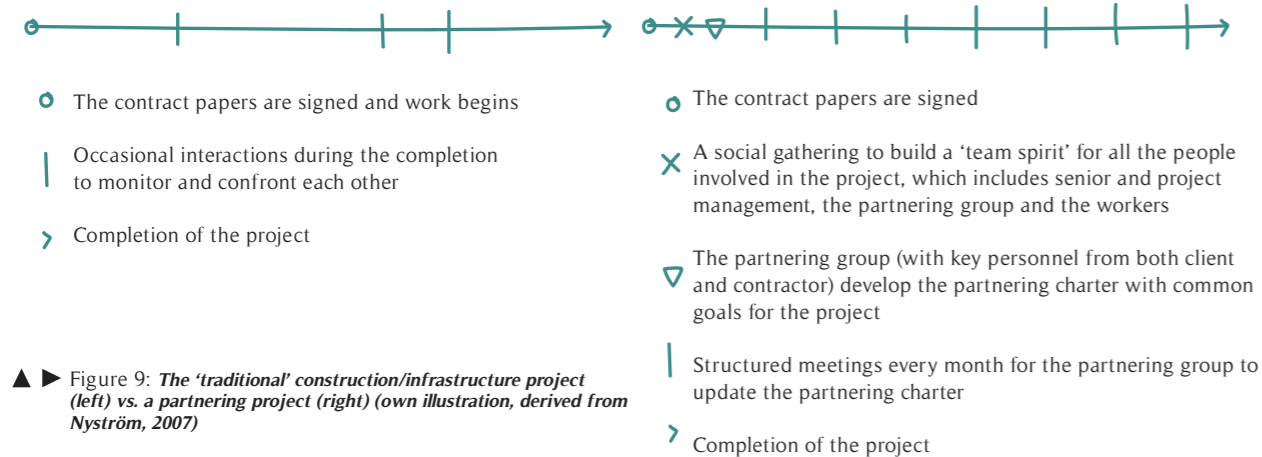 The contract papers are signed and work begins
Occasional interactions during the completion
to monitor and confront each other
Completion of the project
▲ ► Figure 9: The ‘traditional’ construction/infrastructure project
(left) vs. a partnering project (right) (own illustration, derived from
Nyström, 2007)
The contract papers are signed
A social gathering to build a ‘team spirit’ for all the people
involved in the project, which includes senior and project
management, the partnering group and the workers
The partnering group (with key personnel from both client
and contractor) develop the partnering charter with common
goals for the project
Structured meetings every month for the partnering group to
update the partnering charter
Completion of the project